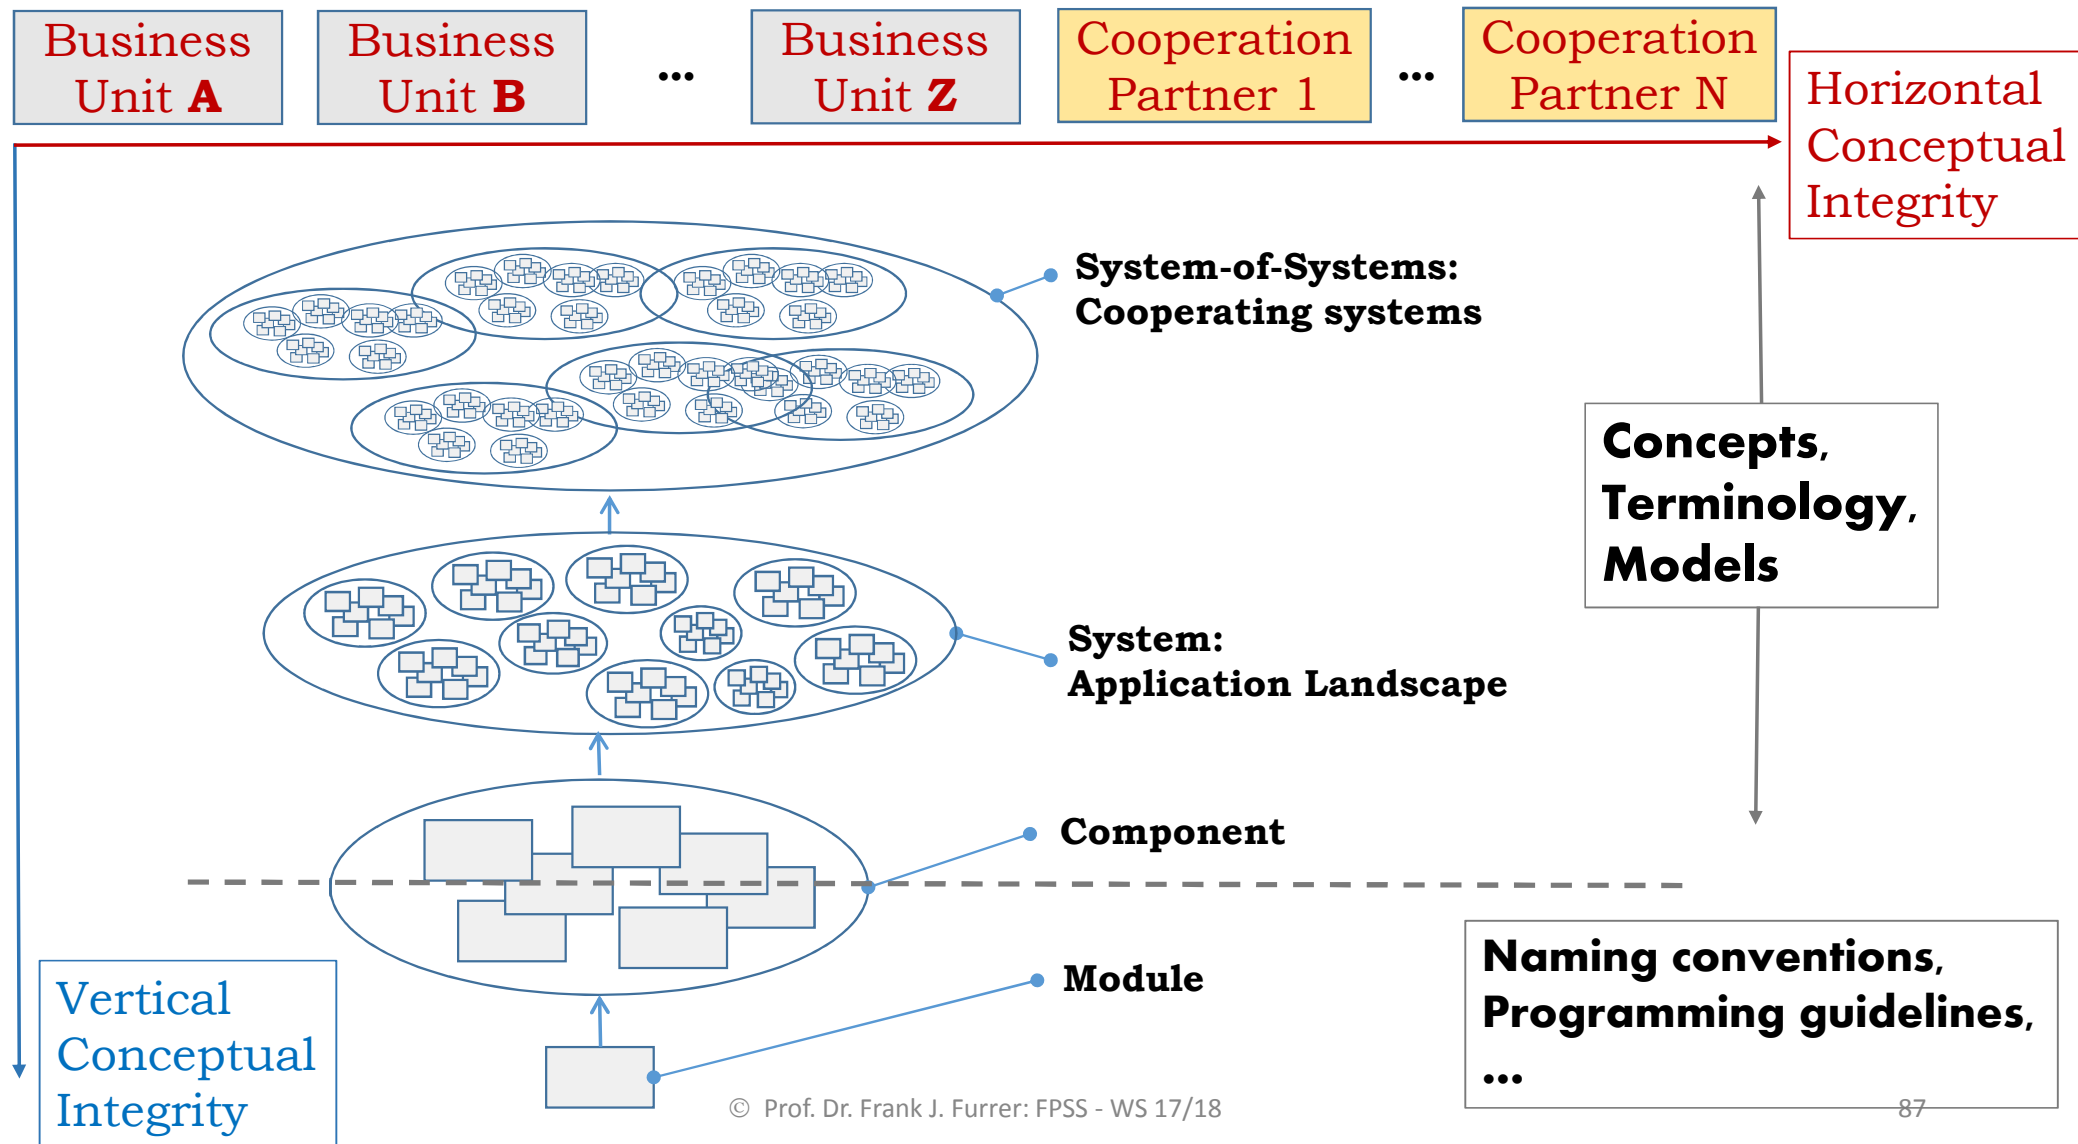 Business
Unit A
Business
Unit B
...
Business
Unit Z
Cooperation
Partner 1
...
Cooperation
Partner N
Horizontal
Conceptual
Integrity
System-of-Systems:
Cooperating systems
Concepts,
Terminology,
Models
System:
Application Landscape
Component
Module
Naming conventions,
Programming guidelines,
...
Vertical
Conceptual
Integrity
© Prof. Dr. Frank J. Furrer: FPSS - WS 17/18
87